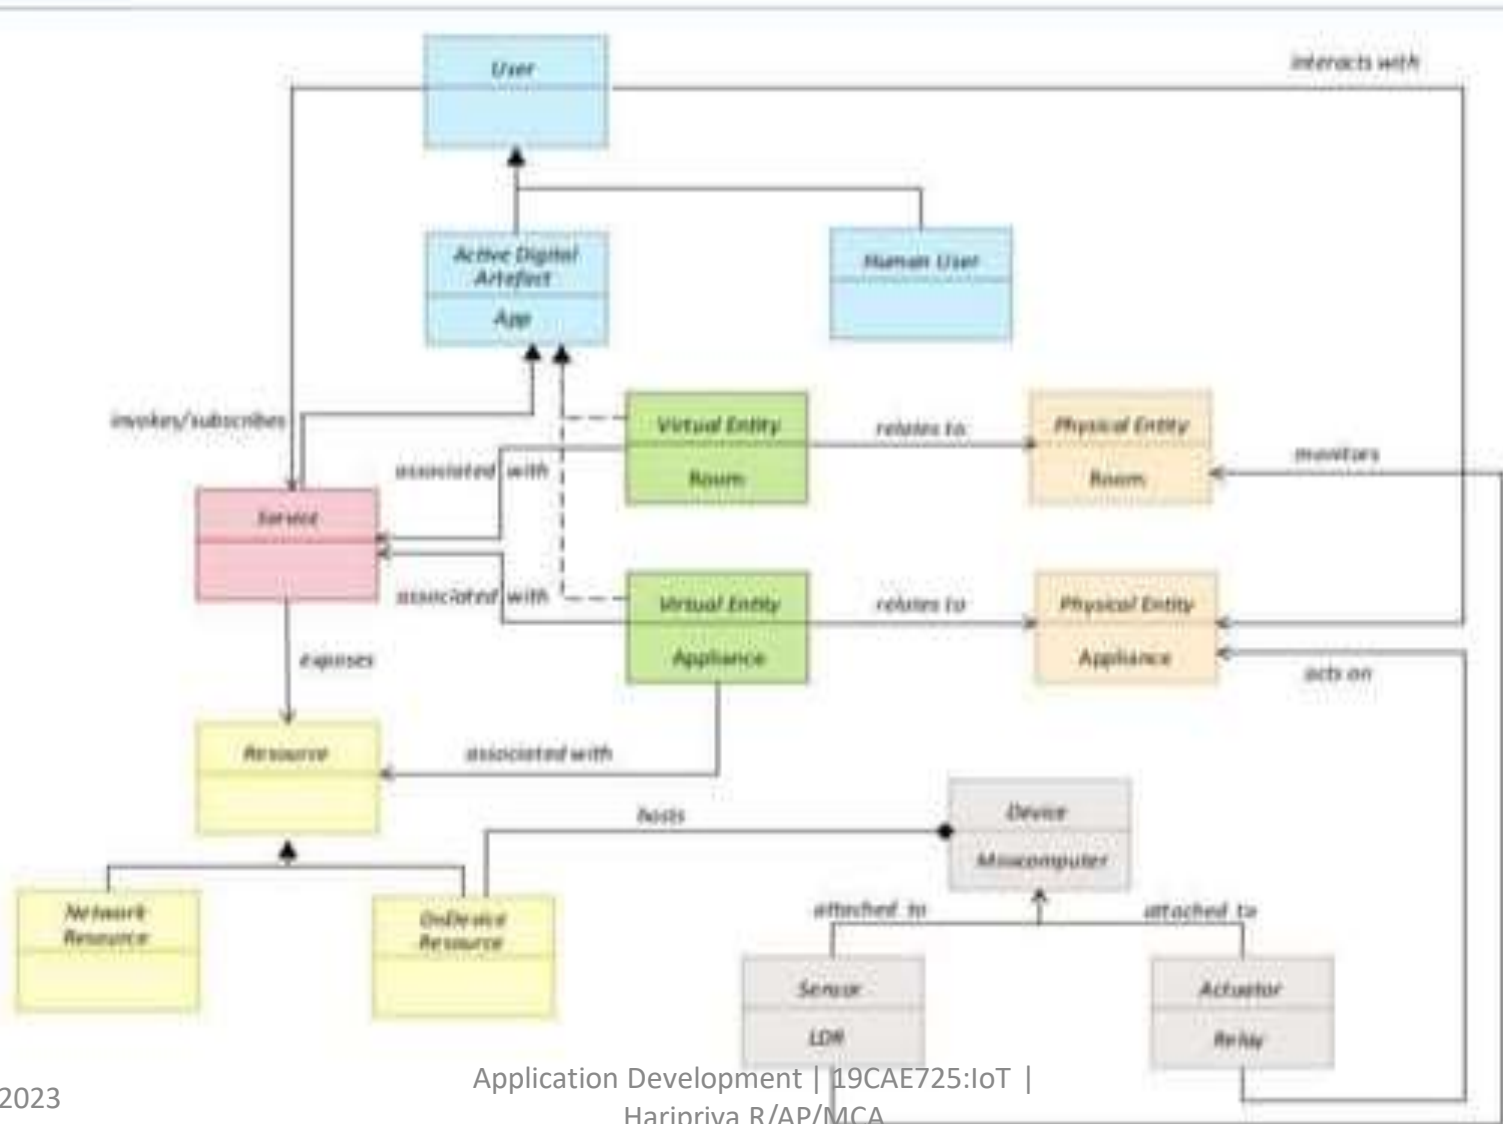 User
interacts with
Active Digital
Artefact
App
Human User
invokes/subscribes
Virtual Entity
Room
relates to
Physical Entity
Room
monitors
associated with
Service
associated with
Virtual Entity
Appliance
relates to
Physical Entity
Appliance
acts on
exposes
Resource
associated with
hosts
Device
Minicomputer
attached to
attached to
Network
Resource
OnDevice
Resource
Sensor
LDR
Actuator
Relay
Application Development | 19CAE725:IoT |
Haripriya R/AP/MCA
2023